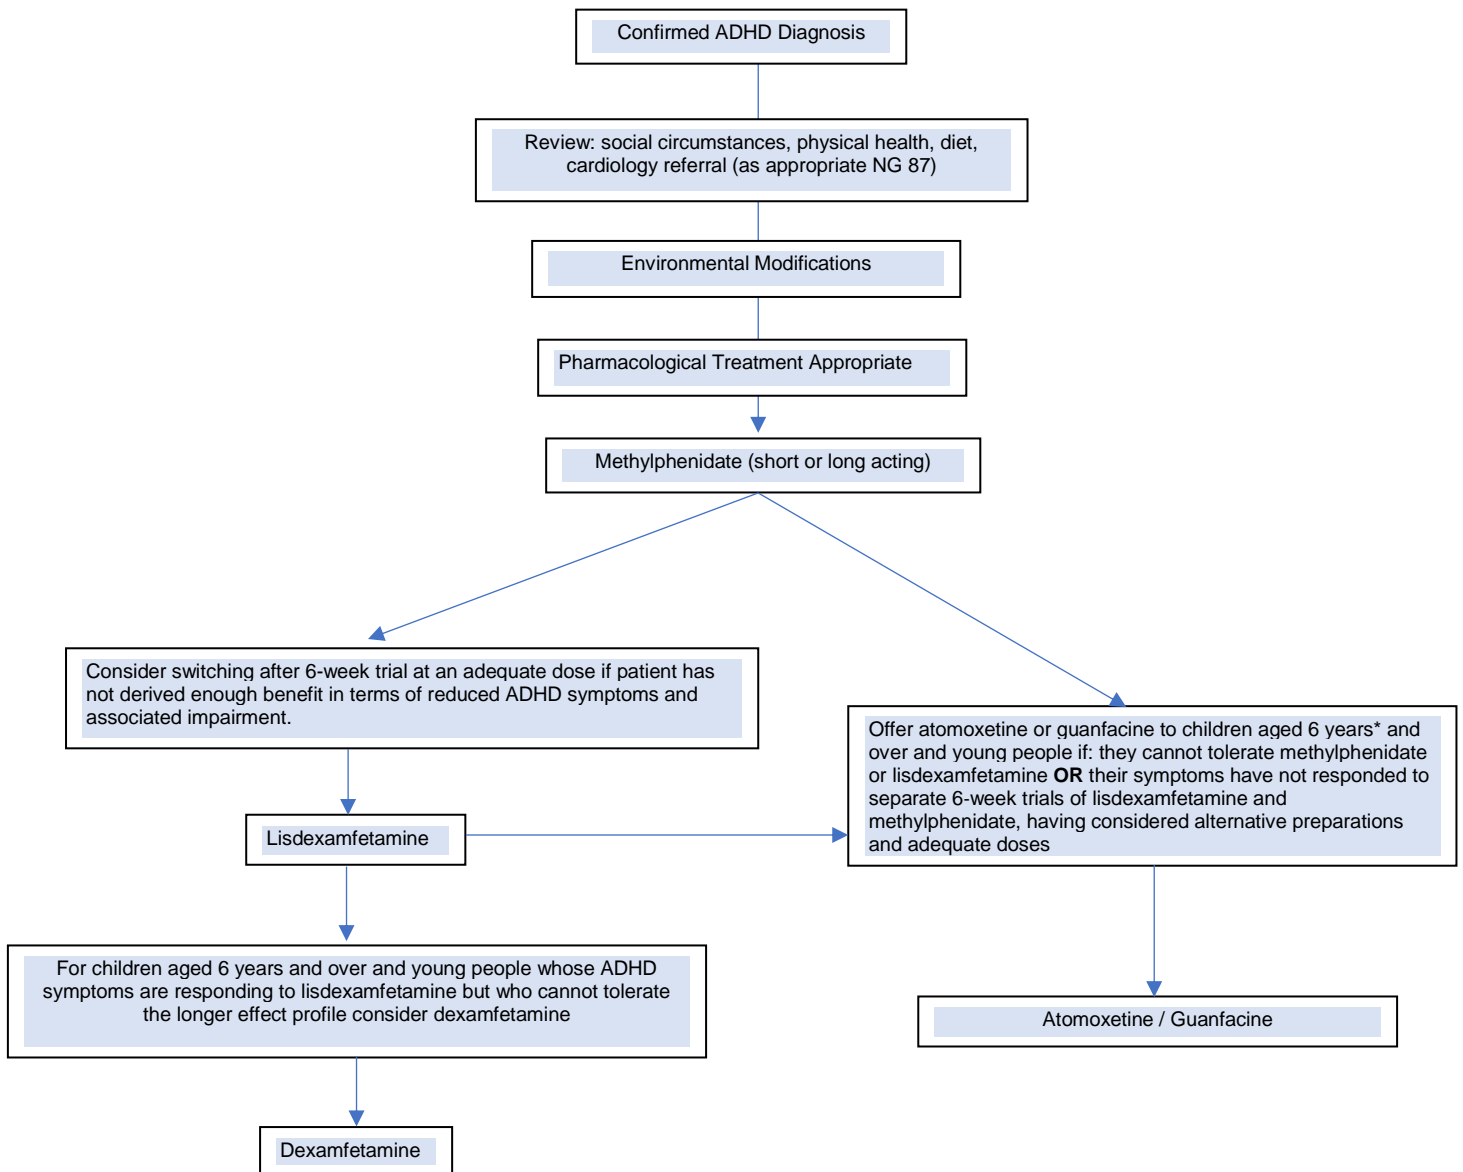 Confirmed ADHD Diagnosis
Review: social circumstances, physical health, diet,
cardiology referral (as appropriate NG 87)
Environmental Modifications
Pharmacological Treatment Appropriate
Methylphenidate (short or long acting)
Consider switching after 6-week trial at an adequate dose if patient has
not derived enough benefit in terms of reduced ADHD symptoms and
associated impairment.
Offer atomoxetine or guanfacine to children aged 6 years* and
over and young people if: they cannot tolerate methylphenidate
or lisdexamfetamine OR their symptoms have not responded to
separate 6-week trials of lisdexamfetamine and
methylphenidate, having considered alternative preparations
and adequate doses
Lisdexamfetamine
For children aged 6 years and over and young people whose ADHD
symptoms are responding to lisdexamfetamine but who cannot tolerate
the longer effect profile consider dexamfetamine
Atomoxetine / Guanfacine
Dexamfetamine